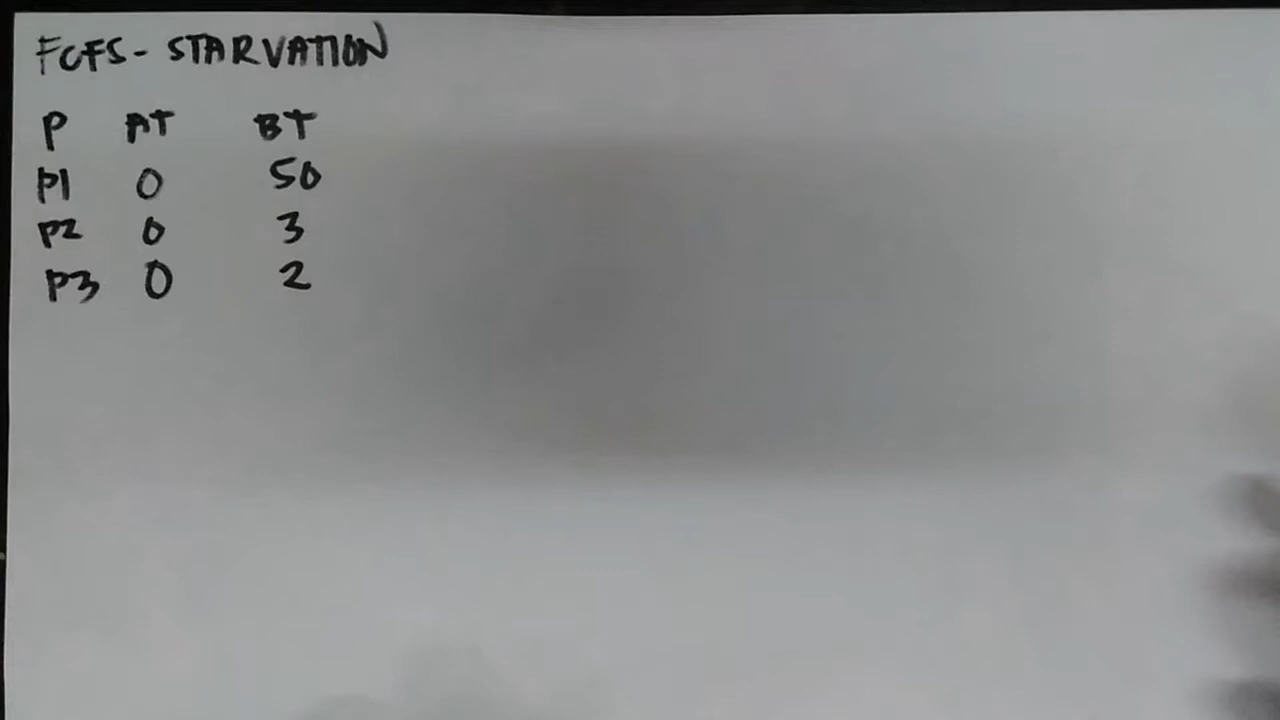 FCFS - STARVATION
P AT BT
P1 0 50
P2 0 3
P3 0 2